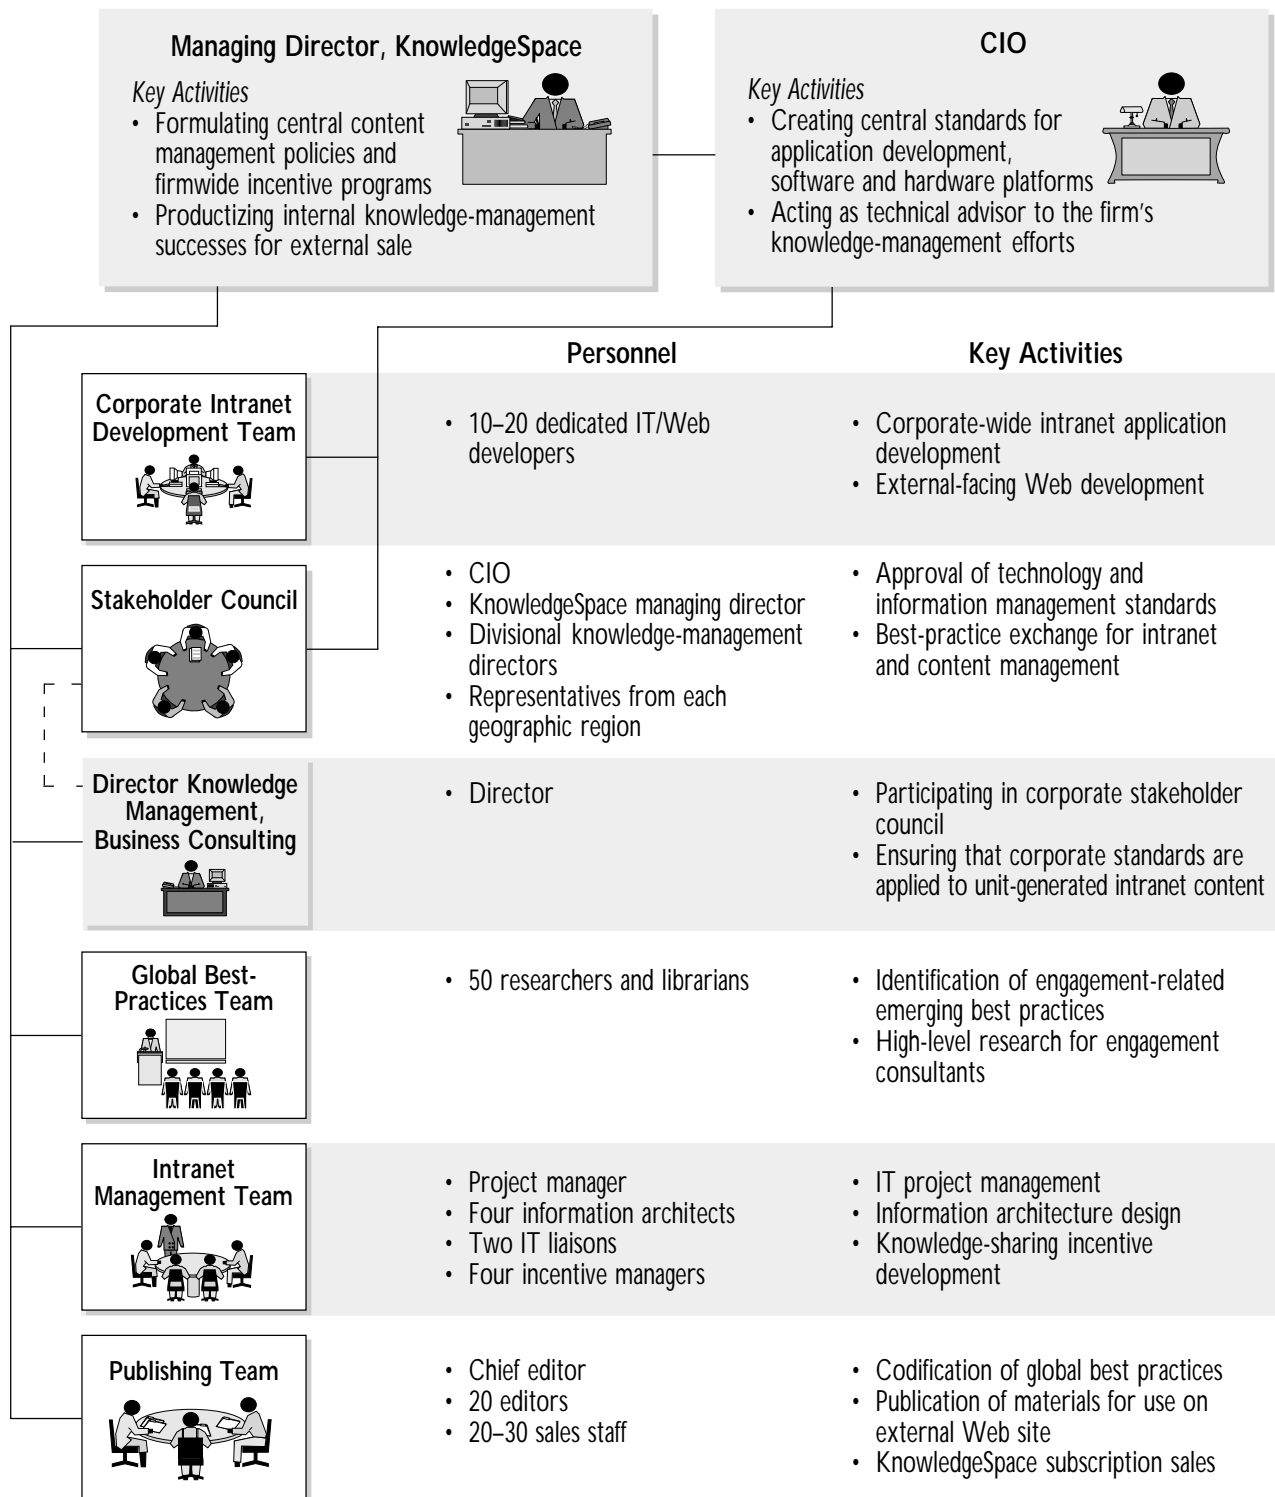 Managing Director, KnowledgeSpace
Key Activities
• Formulating central content
management policies and
firmwide incentive programs
• Productizing internal knowledge-management
successes for external sale
CIO
Key Activities
• Creating central standards for
application development,
software and hardware platforms
• Acting as technical advisor to the firm's
knowledge-management efforts
Personnel
Key Activities
Corporate Intranet
Development Team
• 10–20 dedicated IT/Web
developers
• Corporate-wide intranet application
development
• External-facing Web development
Stakeholder Council
• CIO
• KnowledgeSpace managing director
• Divisional knowledge-management
directors
• Representatives from each
geographic region
• Approval of technology and
information management standards
• Best-practice exchange for intranet
and content management
Director Knowledge
Management,
Business Consulting
• Director
• Participating in corporate stakeholder
council
• Ensuring that corporate standards are
applied to unit-generated intranet content
Global Best-
Practices Team
• 50 researchers and librarians
• Identification of engagement-related
emerging best practices
• High-level research for engagement
consultants
Intranet
Management Team
• Project manager
• Four information architects
• Two IT liaisons
• Four incentive managers
• IT project management
• Information architecture design
• Knowledge-sharing incentive
development
Publishing Team
• Chief editor
• 20 editors
• 20–30 sales staff
• Codification of global best practices
• Publication of materials for use on
external Web site
• KnowledgeSpace subscription sales